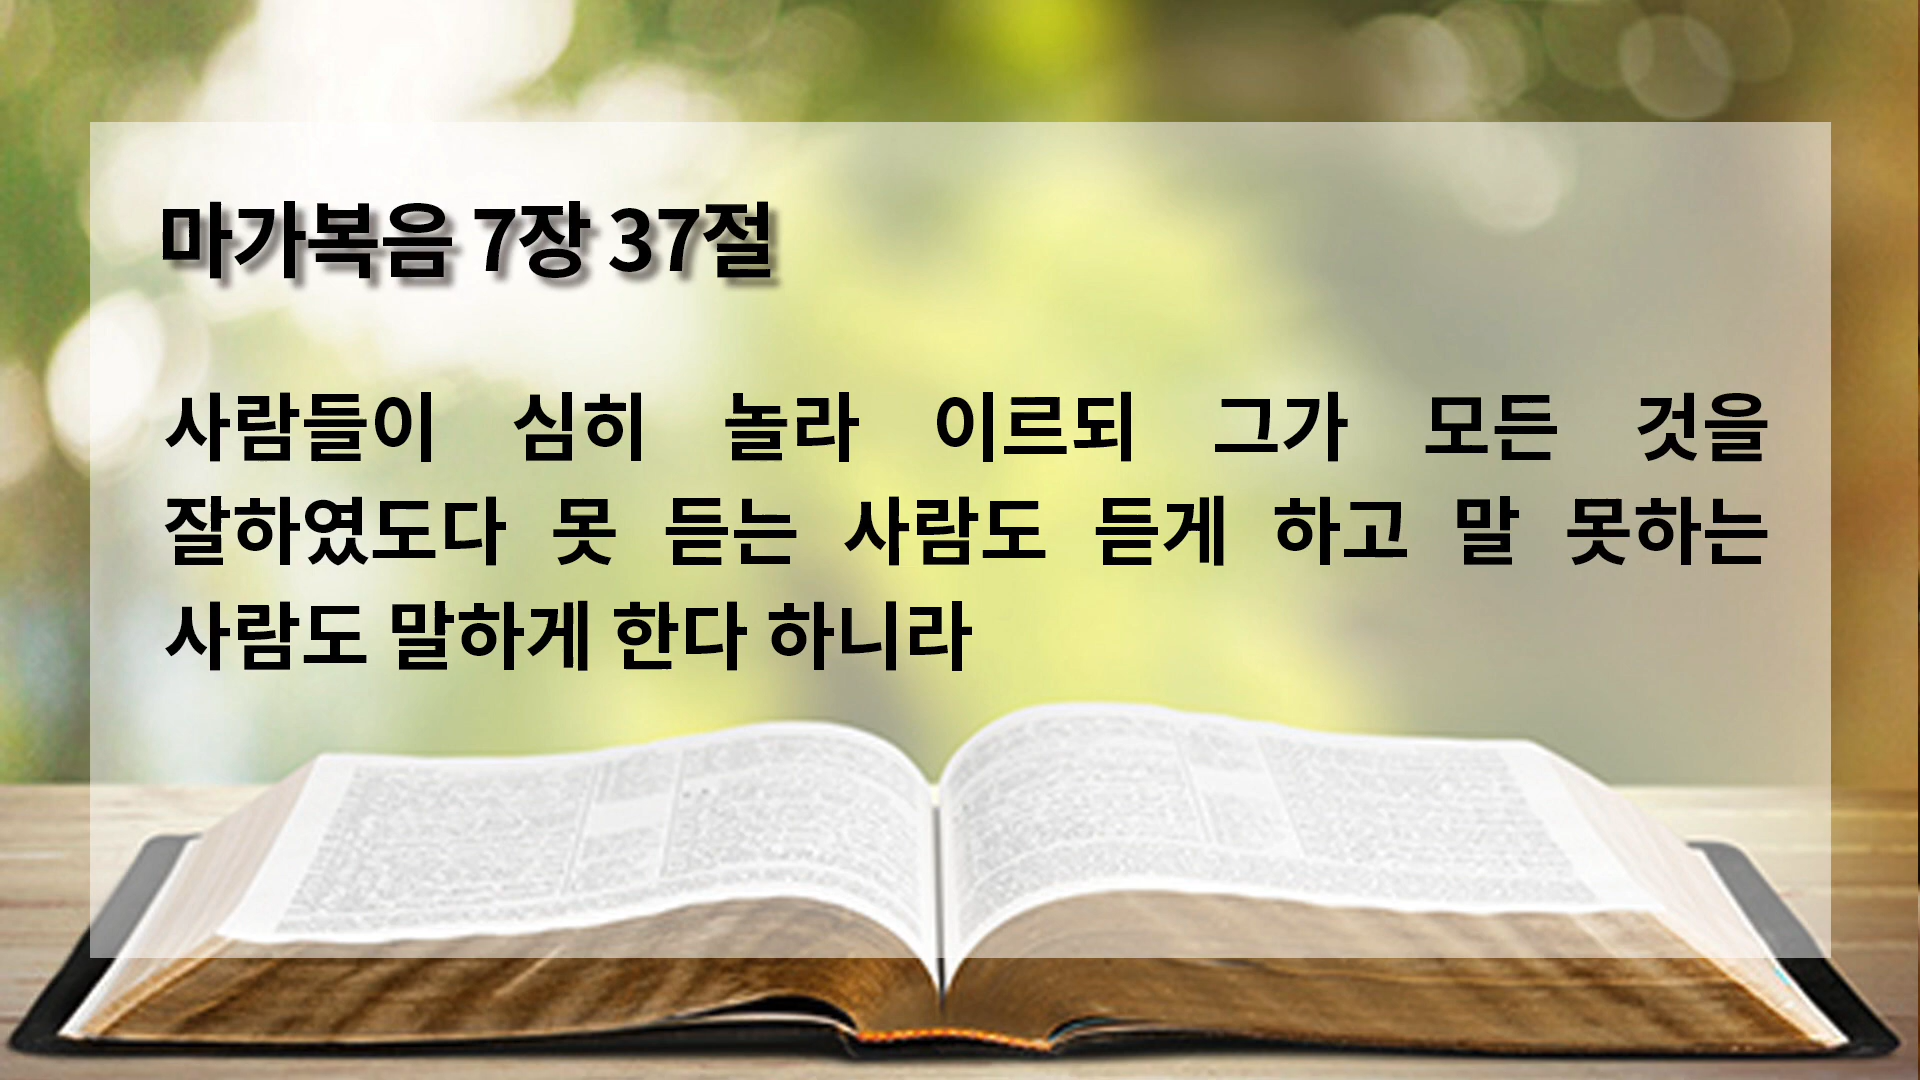 마가복음 7장 37절
사람들이 심히 놀라 이르되 그가 모든 것을
잘하였도다 못 듣는 사람도 듣게 하고 말 못하는
사람도 말하게 한다 하니라